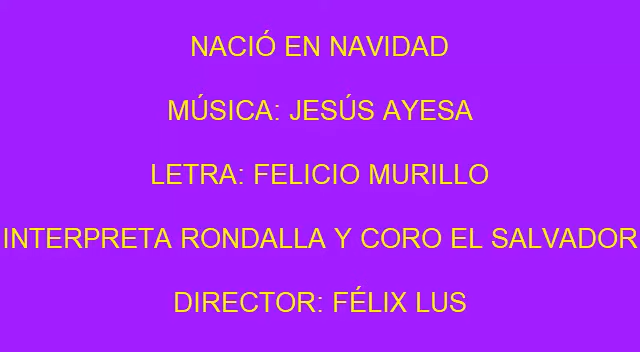 NACIÓ EN NAVIDAD
MÚSICA: JESÚS AYESA
LETRA: FELICIO MURILLO
INTERPRETA RONDALLA Y CORO EL SALVADOR
DIRECTOR: FÉLIX LUS